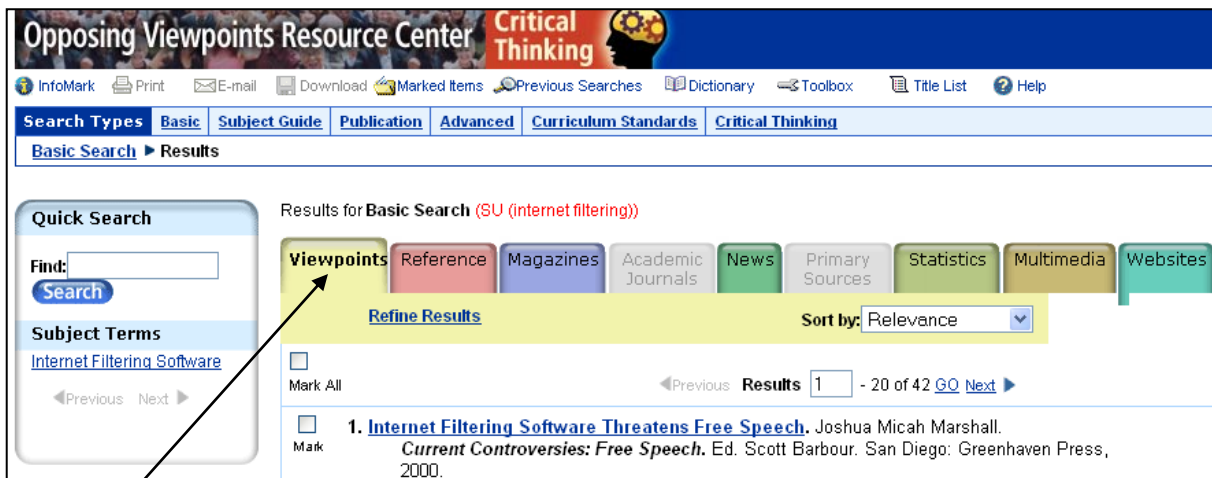 Opposing Viewpoints Resource Center Critical Thinking
InfoMark Print E-mail Download Marked Items Previous Searches Dictionary Toolbox Title List Help
Search Types Basic Subject Guide Publication Advanced Curriculum Standards Critical Thinking
Basic Search Results
Quick Search
Find:
Search
Subject Terms
Internet Filtering Software
Previous Next
Results for Basic Search (SU (internet filtering))
Viewpoints Reference Magazines Academic Journals News Primary Sources Statistics Multimedia Websites
Refine Results Sort by: Relevance
Mark All
Previous Results 1 - 20 of 42 GO Next
Mark
1. Internet Filtering Software Threatens Free Speech. Joshua Micah Marshall.
Current Controversies: Free Speech. Ed. Scott Barbour. San Diego: Greenhaven Press,
2000.